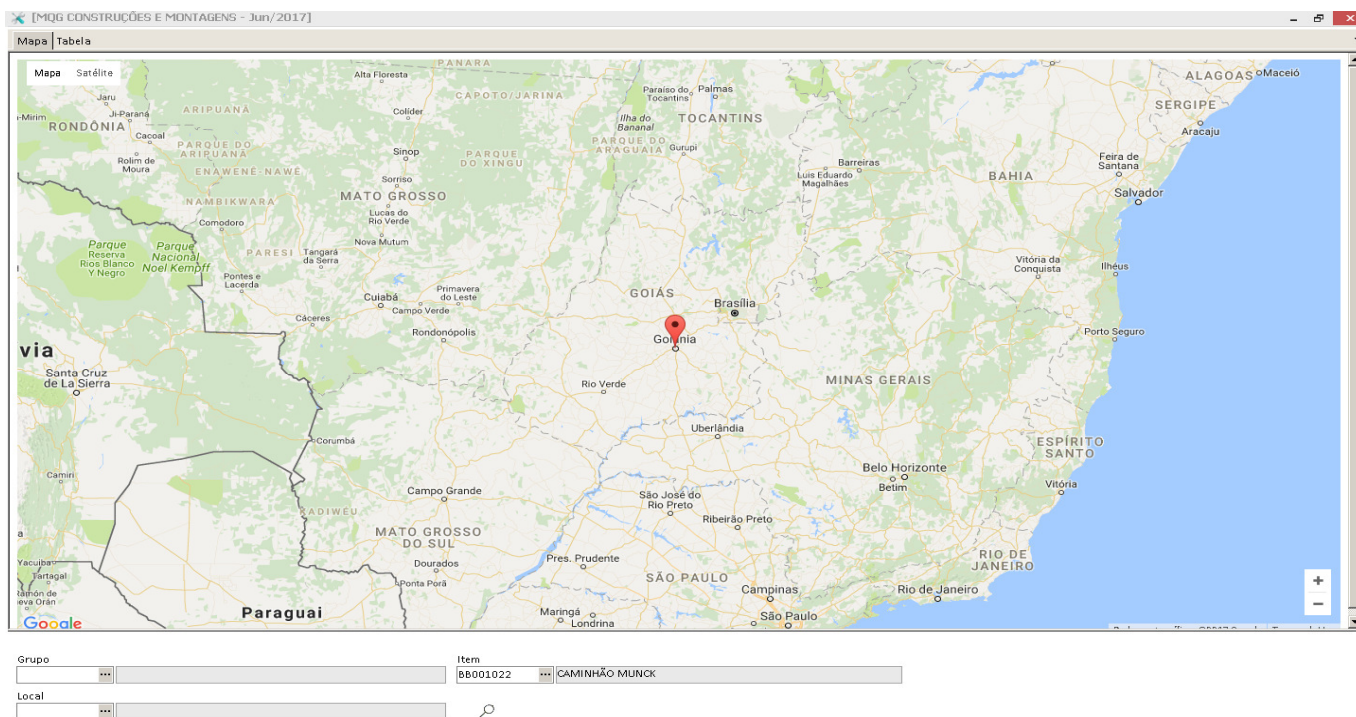 [MQG CONSTRUÇÕES E MONTAGENS - Jun/2017]
Mapa Tabela
Mapa Satélite
PANARÁ
Alta Floresta
ALAGOAS Maceió
Jaru
Ji-Paraná
-Mirim
RONDÔNIA
Cacoal
ARIPUANÃ
Colíder
CAPOTO/JARINA
Paraíso do Tocantins
Palmas
Ilha do Bananal
TOCANTINS
SERGIPE
Aracaju
PARQUE DO ARIPUANÃ
Rolim de Moura
ENAWENÊ-NAWÊ
Sinop
PARQUE DO XINGU
PARQUE DO ARAGUAIA
Gurupi
Barreiras
Luis Eduardo Magalhães
BAHIA
Feira de Santana
Salvador
Sorriso
MATO GROSSO
NAMBIKWARA
Lucas do Rio Verde
Comodoro
Nova Mutum
Parque Reserva Rios Blanco Y Negro
Parque Nacional Noel Kempff
PARESI
Tangará da Serra
Vitória da Conquista
Ilhéus
Pontes e Lacerda
Cuiabá
Primavera do Leste
Campo Verde
GOIÁS
Brasília
Cáceres
Rondonópolis
Goiânia
Porto Seguro
via
Santa Cruz de La Sierra
Rio Verde
MINAS GERAIS
Uberlândia
Corumbá
ESPÍRITO SANTO
Camiri
Belo Horizonte
Betim
Vitória
Campo Grande
São José do Rio Preto
Ribeirão Preto
KADIWÉU
MATO GROSSO DO SUL
a
Dourados
Pres. Prudente
RIO DE JANEIRO
Yacuiba
Tartagal
Ponta Porã
SÃO PAULO
Campinas
Rio de Janeiro
Paraguai
Maringá
Londrina
São Paulo
Google
+
−
Grupo
Item
BB001022 ... CAMINHÃO MUNCK
Local